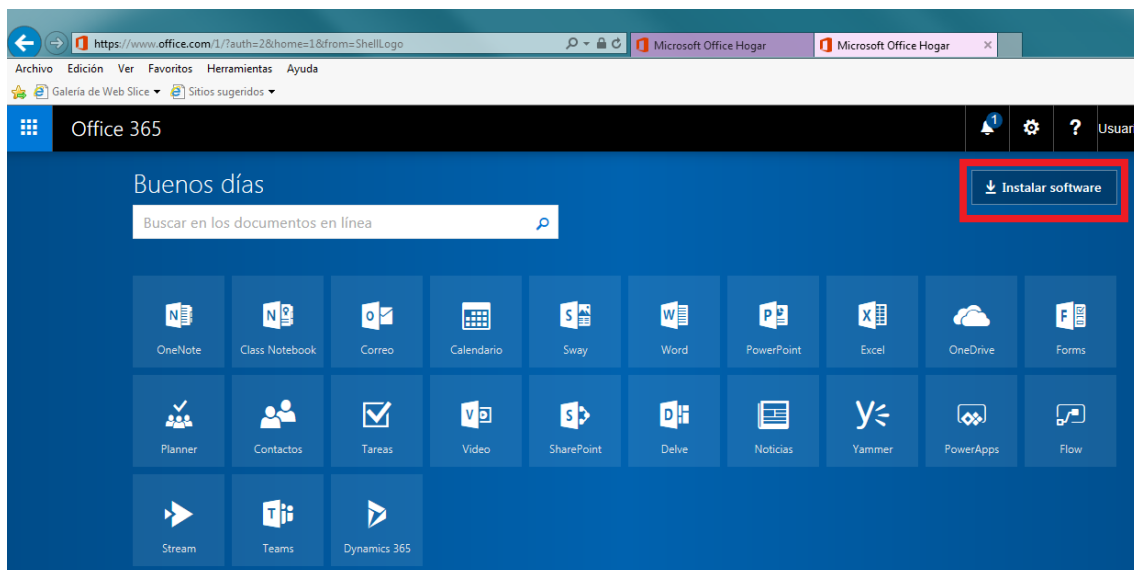 https://www.office.com/1/?auth=2&home=1&from=ShellLogo
Microsoft Office Hogar
Microsoft Office Hogar
Archivo Edición Ver Favoritos Herramientas Ayuda
Galería de Web Slice Sitios sugeridos
Office 365
1
? Usuar
Buenos días
Instalar software
Buscar en los documentos en línea
OneNote Class Notebook Correo Calendario Sway Word PowerPoint Excel OneDrive Forms
Planner Contactos Tareas Video SharePoint Delve Noticias Yammer PowerApps Flow
Stream Teams Dynamics 365